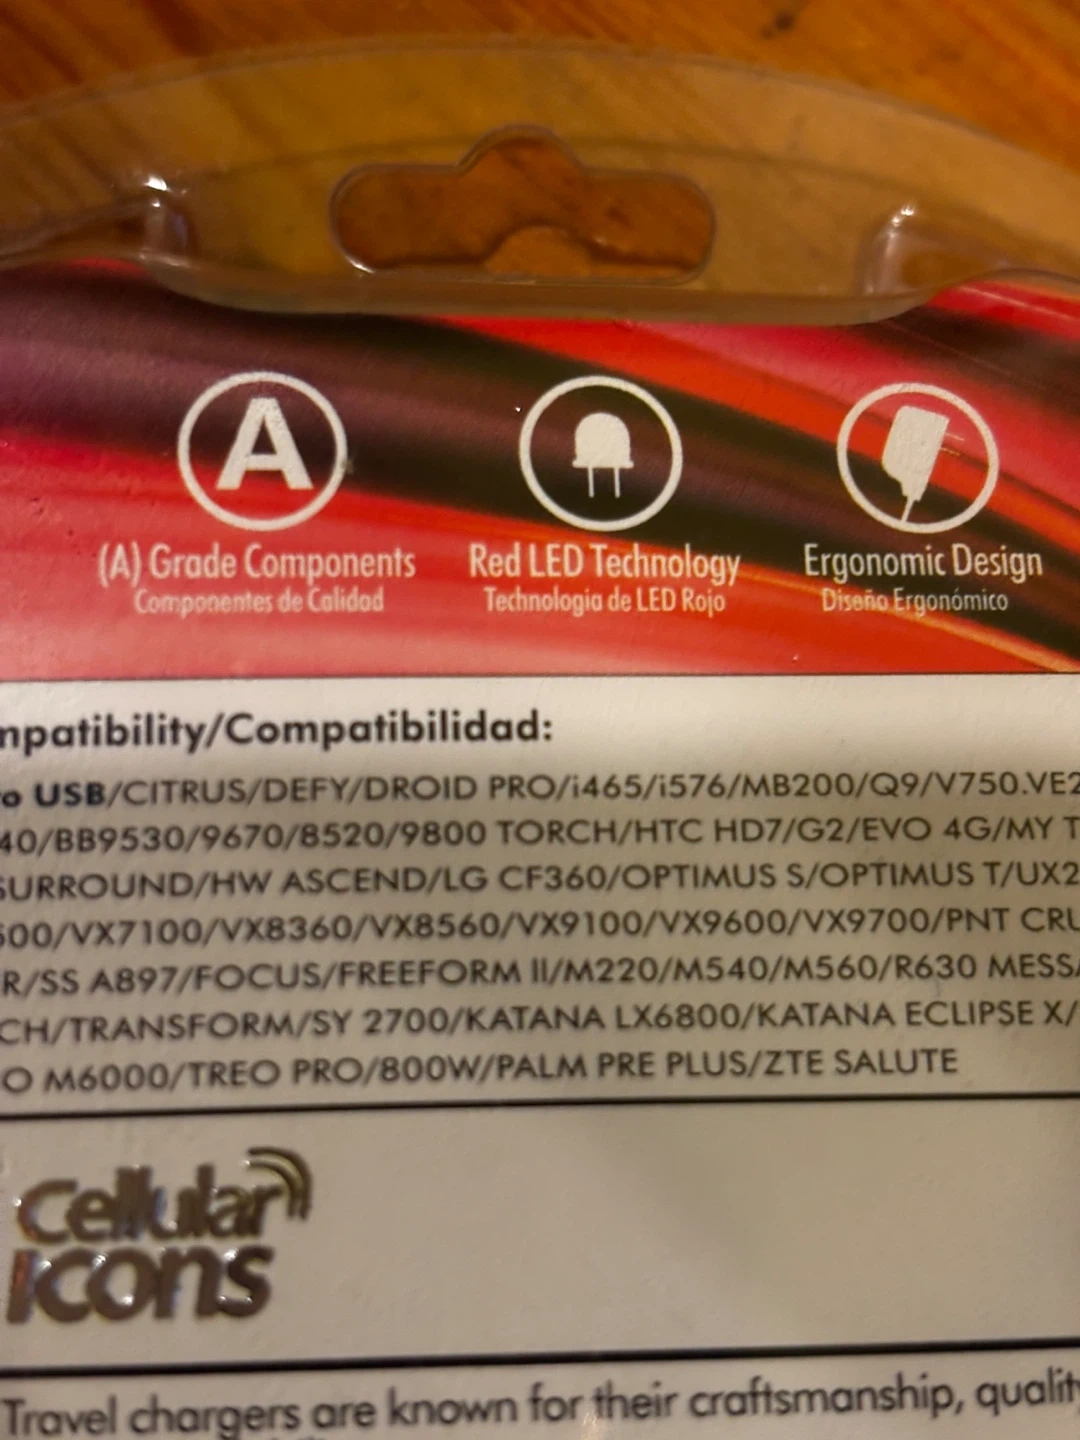 A
(A) Grade Components
Componentes de Calidad
Red LED Technology
Technologia de LED Rojo
Ergonomic Design
Diseño Ergonómico
mpatibility/Compatibilidad:
o USB/CITRUS/DEFY/DROID PRO/i465/i576/MB200/Q9/V750.VE2
40/BB9530/9670/8520/9800 TORCH/HTC HD7/G2/EVO 4G/MY T
SURROUND/HW ASCEND/LG CF360/OPTIMUS S/OPTIMUS T/UX2
600/VX7100/VX8360/VX8560/VX9100/VX9600/VX9700/PNT CRU
R/SS A897/FOCUS/FREEFORM II/M220/M540/M560/R630 MESSA
CH/TRANSFORM/SY 2700/KATANA LX6800/KATANA ECLIPSE X/
O M6000/TREO PRO/800W/PALM PRE PLUS/ZTE SALUTE
Cellular
icons
Travel chargers are known for their craftsmanship, quality